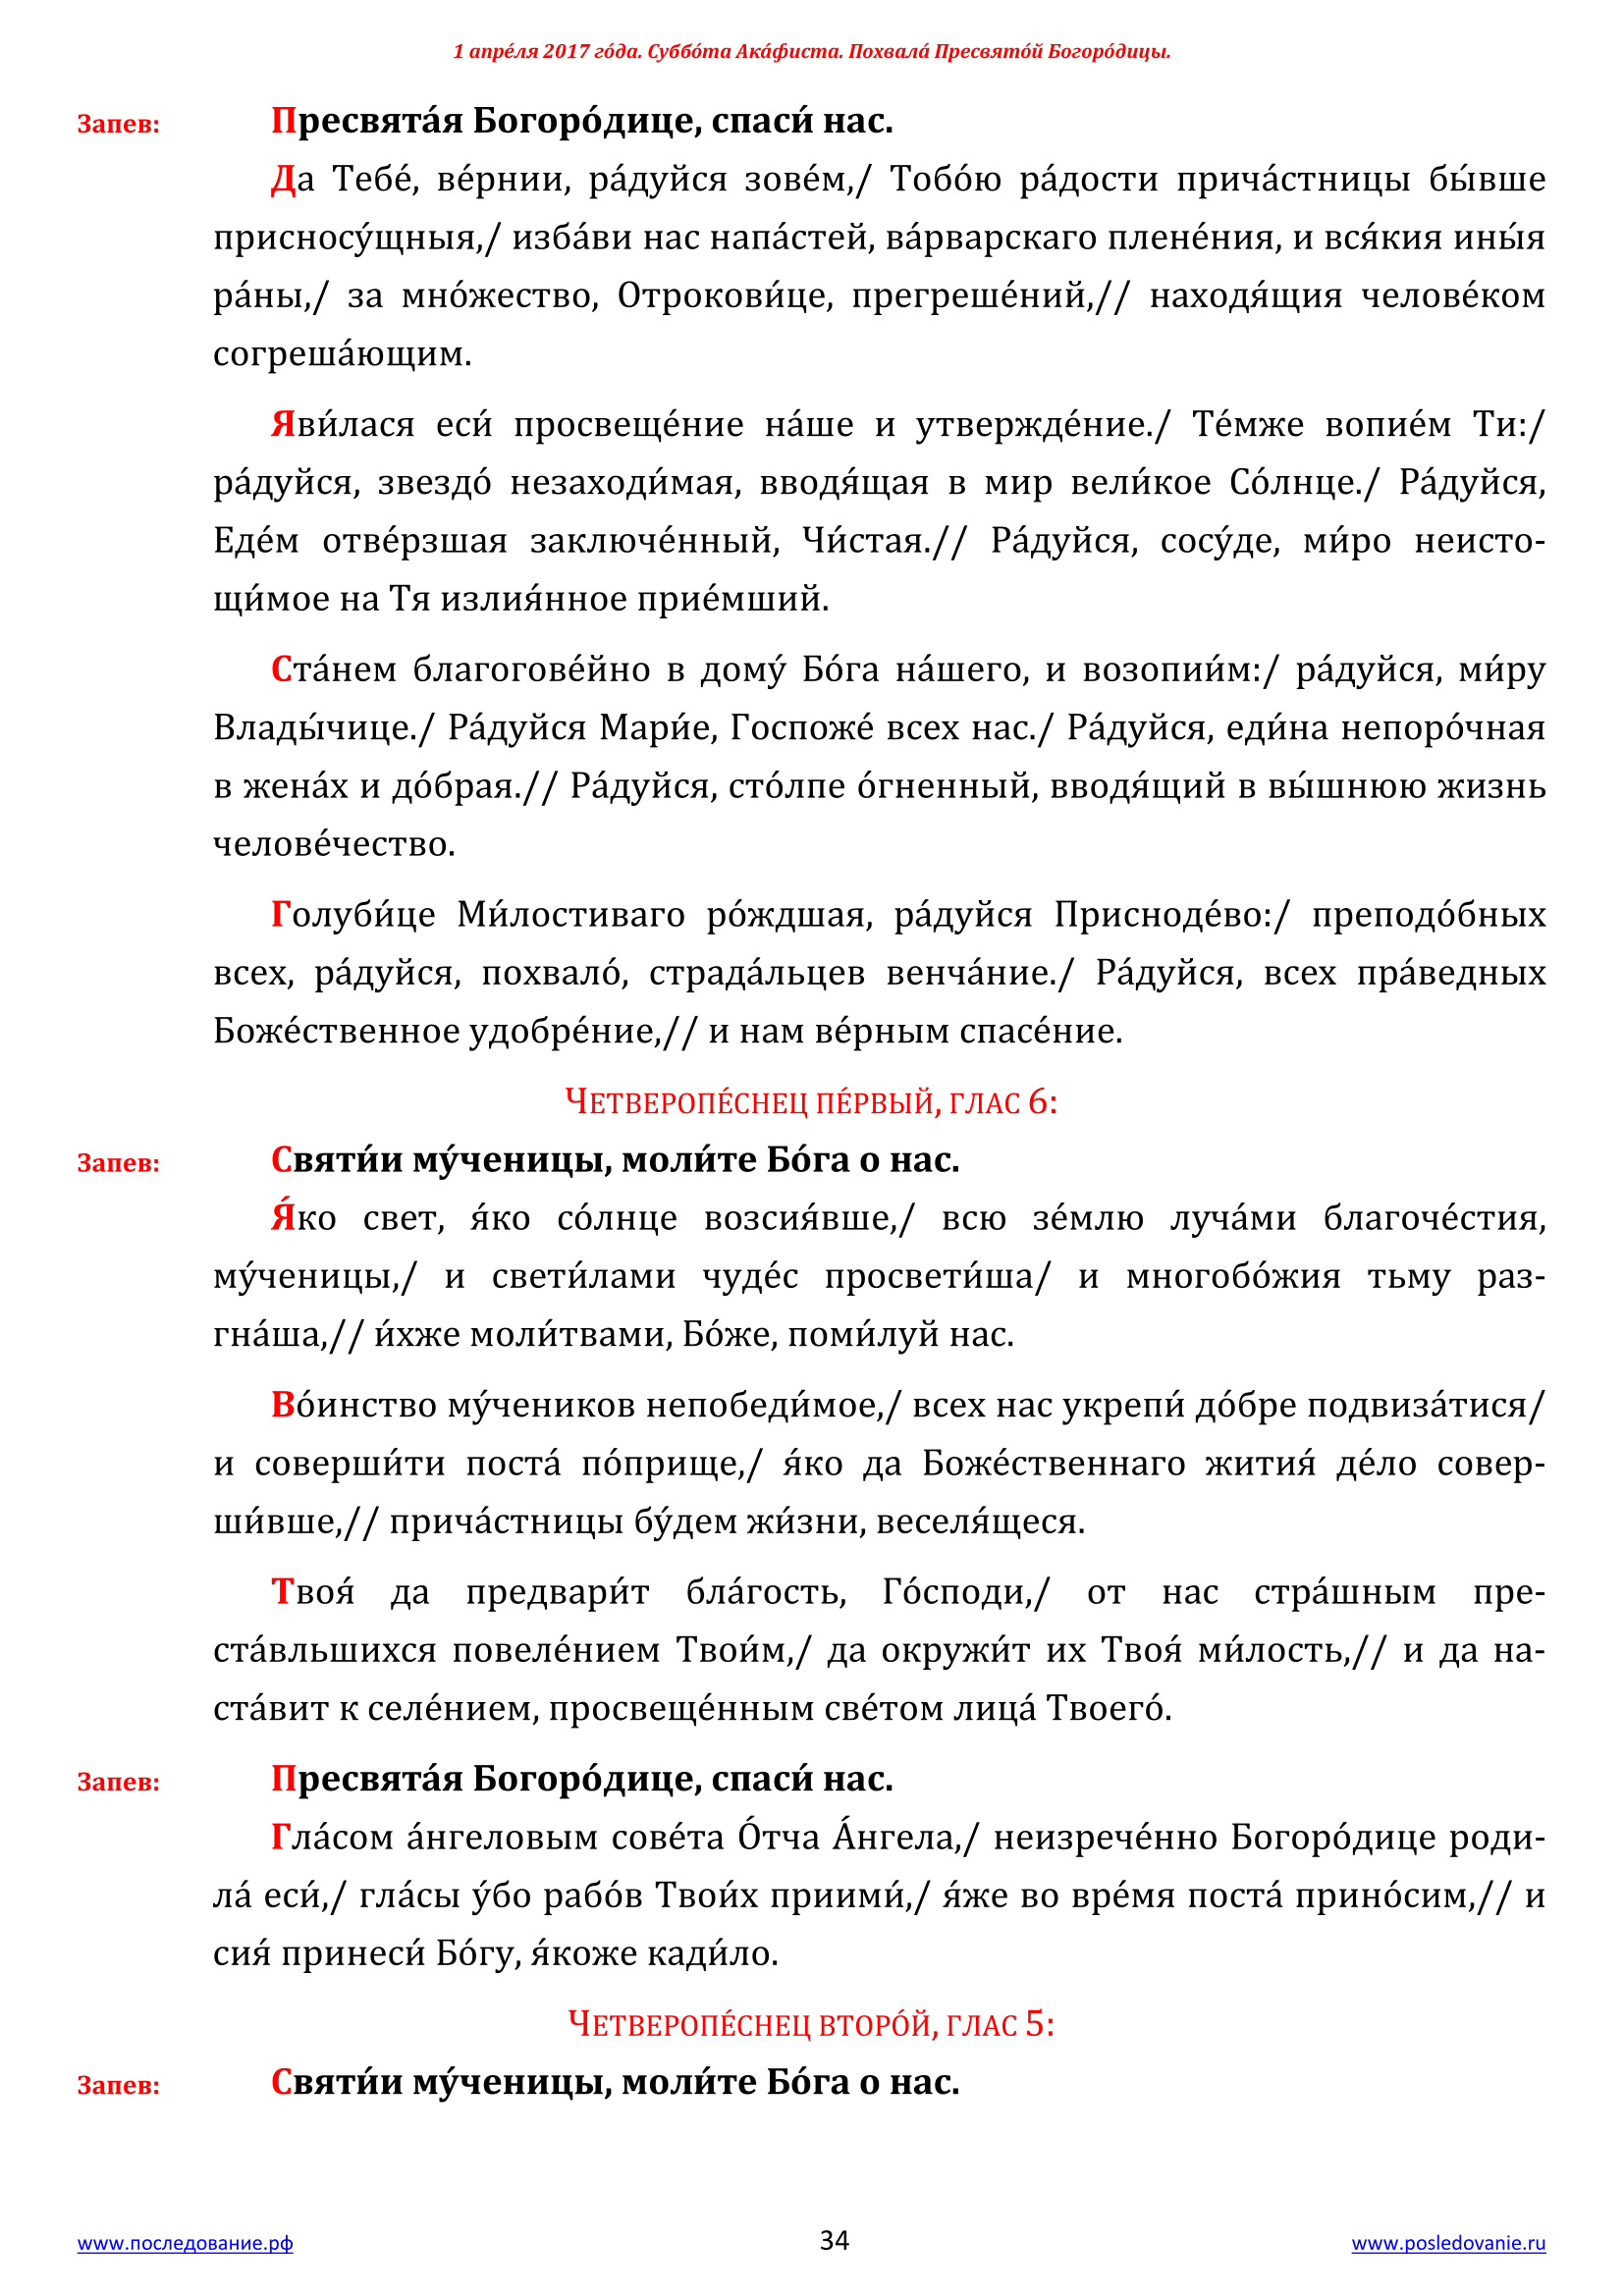 1 апре́ля 2017 го́да. Суббо́та Ака́фиста. Похвала́ Пресвято́й Богоро́дицы.
Запев: Пресвята́я Богоро́дице, спаси́ нас.
Да Тебе́, ве́рнии, ра́дуйся зове́м,/ Тобо́ю ра́дости прича́стницы бы́вше
присносу́щныя,/ изба́ви нас напа́стей, ва́рварскаго плене́ния, и вся́кия ины́я
ра́ны,/ за мно́жество, Отрокови́це, прегреше́ний,// находя́щия челове́ком
согреша́ющим.
Яви́лася еси́ просвеще́ние на́ше и утвержде́ние./ Те́мже вопие́м Ти:/
ра́дуйся, звездо́ незаходи́мая, вводя́щая в мир вели́кое Со́лнце./ Ра́дуйся,
Еде́м отве́рзшая заключе́нный, Чи́стая.// Ра́дуйся, сосу́де, ми́ро неисто-
щи́мое на Тя излия́нное прие́мший.
Ста́нем благогове́йно в дому́ Бо́га на́шего, и возопии́м:/ ра́дуйся, ми́ру
Влады́чице./ Ра́дуйся Мари́е, Госпоже́ всех нас./ Ра́дуйся, еди́на непоро́чная
в жена́х и до́брая.// Ра́дуйся, сто́лпе о́гненный, вводя́щий в вы́шнюю жизнь
челове́чество.
Голуби́це Ми́лостиваго ро́ждшая, ра́дуйся Присноде́во:/ преподо́бных
всех, ра́дуйся, похвало́, страда́льцев венча́ние./ Ра́дуйся, всех пра́ведных
Боже́ственное удобре́ние,// и нам ве́рным спасе́ние.
Четверопе́снец пе́рвый, глас 6:
Запев: Святи́и му́ченицы, моли́те Бо́га о нас.
Я́ко свет, я́ко со́лнце возсия́вше,/ всю зе́млю луча́ми благоче́стия,
му́ченицы,/ и свети́лами чуде́с просвети́ша/ и многобо́жия тьму раз-
гна́ша,// и́хже моли́твами, Бо́же, поми́луй нас.
Во́инство му́чеников непобеди́мое,/ всех нас укрепи́ до́бре подвиза́тися/
и соверши́ти поста́ по́прище,/ я́ко да Боже́ственнаго жития́ де́ло совер-
ши́вше,// прича́стницы бу́дем жи́зни, веселя́щеся.
Твоя́ да предвари́т бла́гость, Го́споди,/ от нас стра́шным пре-
ста́вльшихся повеле́нием Твои́м,/ да окружи́т их Твоя́ ми́лость,// и да на-
ста́вит к селе́нием, просвеще́нным све́том лица́ Твоего́.
Запев: Пресвята́я Богоро́дице, спаси́ нас.
Гла́сом а́нгеловым сове́та О́тча А́нгела,/ неизрече́нно Богоро́дице роди-
ла́ еси́,/ гла́сы у́бо рабо́в Твои́х приими́,/ я́же во вре́мя поста́ прино́сим,// и
сия́ принеси́ Бо́гу, я́коже кади́ло.
Четверопе́снец второ́й, глас 5:
Запев: Святи́и му́ченицы, моли́те Бо́га о нас.
www.последование.рф 34 www.posledovanie.ru